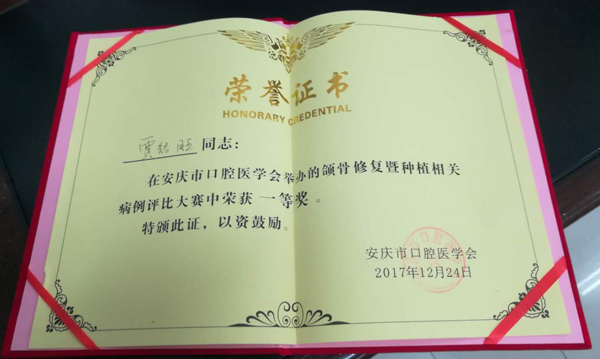 荣誉证书
HONORARY CREDENTIAL
同志：
在安庆市口腔医学会举办的颌骨修复暨种植相关
病例评比大赛中荣获 一等奖 。
特颁此证，以资鼓励。
安庆市口腔医学会
2017年12月24日